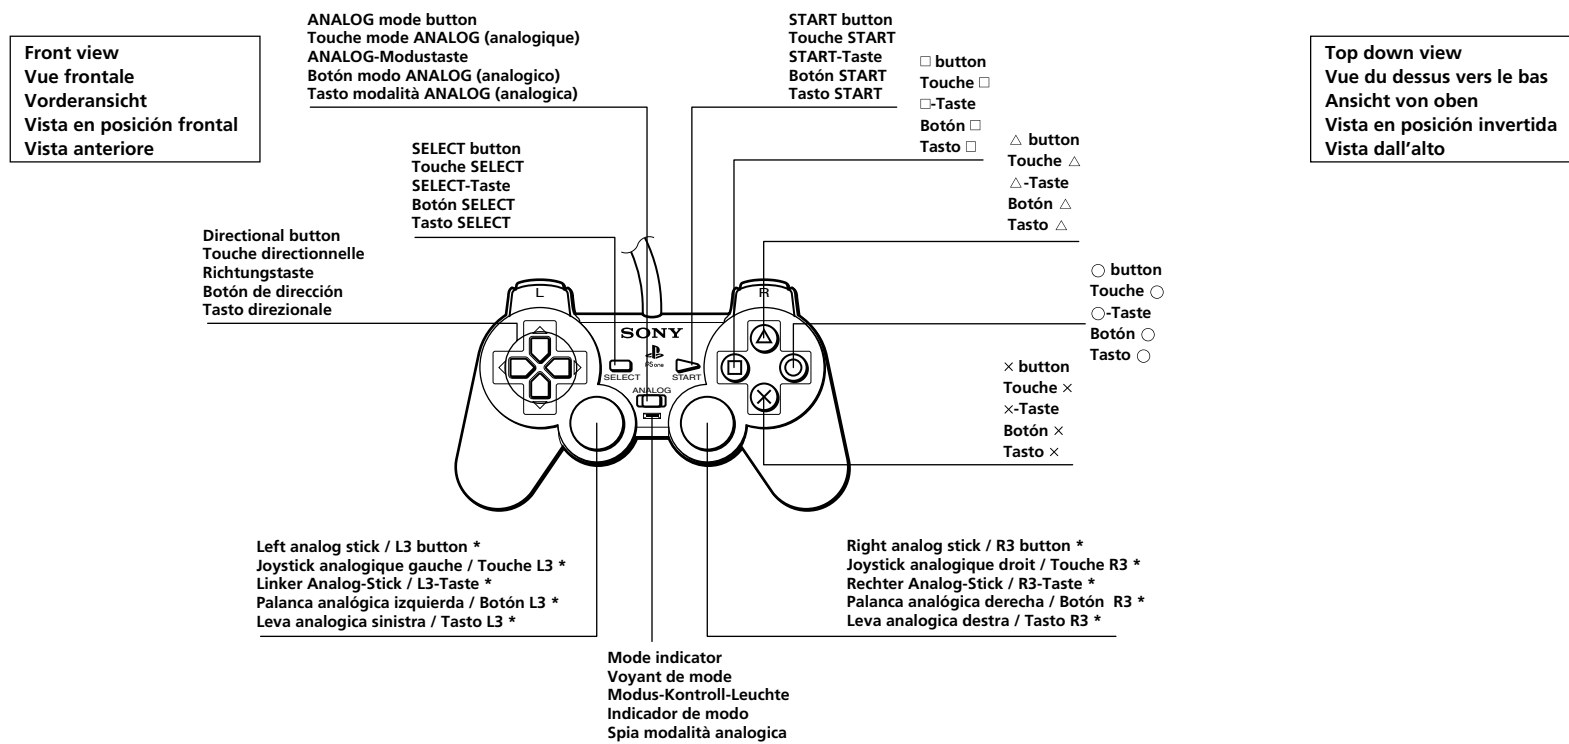 Front view
Vue frontale
Vorderansicht
Vista en posición frontal
Vista anteriore
ANALOG mode button
Touche mode ANALOG (analogique)
ANALOG-Modustaste
Botón modo ANALOG (analogico)
Tasto modalità ANALOG (analogica)
START button
Touche START
START-Taste
Botón START
Tasto START
□ button
Touche □
□-Taste
Botón □
Tasto □
Top down view
Vue du dessus vers le bas
Ansicht von oben
Vista en posición invertida
Vista dall'alto
SELECT button
Touche SELECT
SELECT-Taste
Botón SELECT
Tasto SELECT
△ button
Touche △
△-Taste
Botón △
Tasto △
Directional button
Touche directionnelle
Richtungstaste
Botón de dirección
Tasto direzionale
○ button
Touche ○
○-Taste
Botón ○
Tasto ○
L
R
SONY
PS one
SELECT
START
ANALOG
× button
Touche ×
×-Taste
Botón ×
Tasto ×
Left analog stick / L3 button *
Joystick analogique gauche / Touche L3 *
Linker Analog-Stick / L3-Taste *
Palanca analógica izquierda / Botón L3 *
Leva analogica sinistra / Tasto L3 *
Right analog stick / R3 button *
Joystick analogique droit / Touche R3 *
Rechter Analog-Stick / R3-Taste *
Palanca analógica derecha / Botón R3 *
Leva analogica destra / Tasto R3 *
Mode indicator
Voyant de mode
Modus-Kontroll-Leuchte
Indicador de modo
Spia modalità analogica